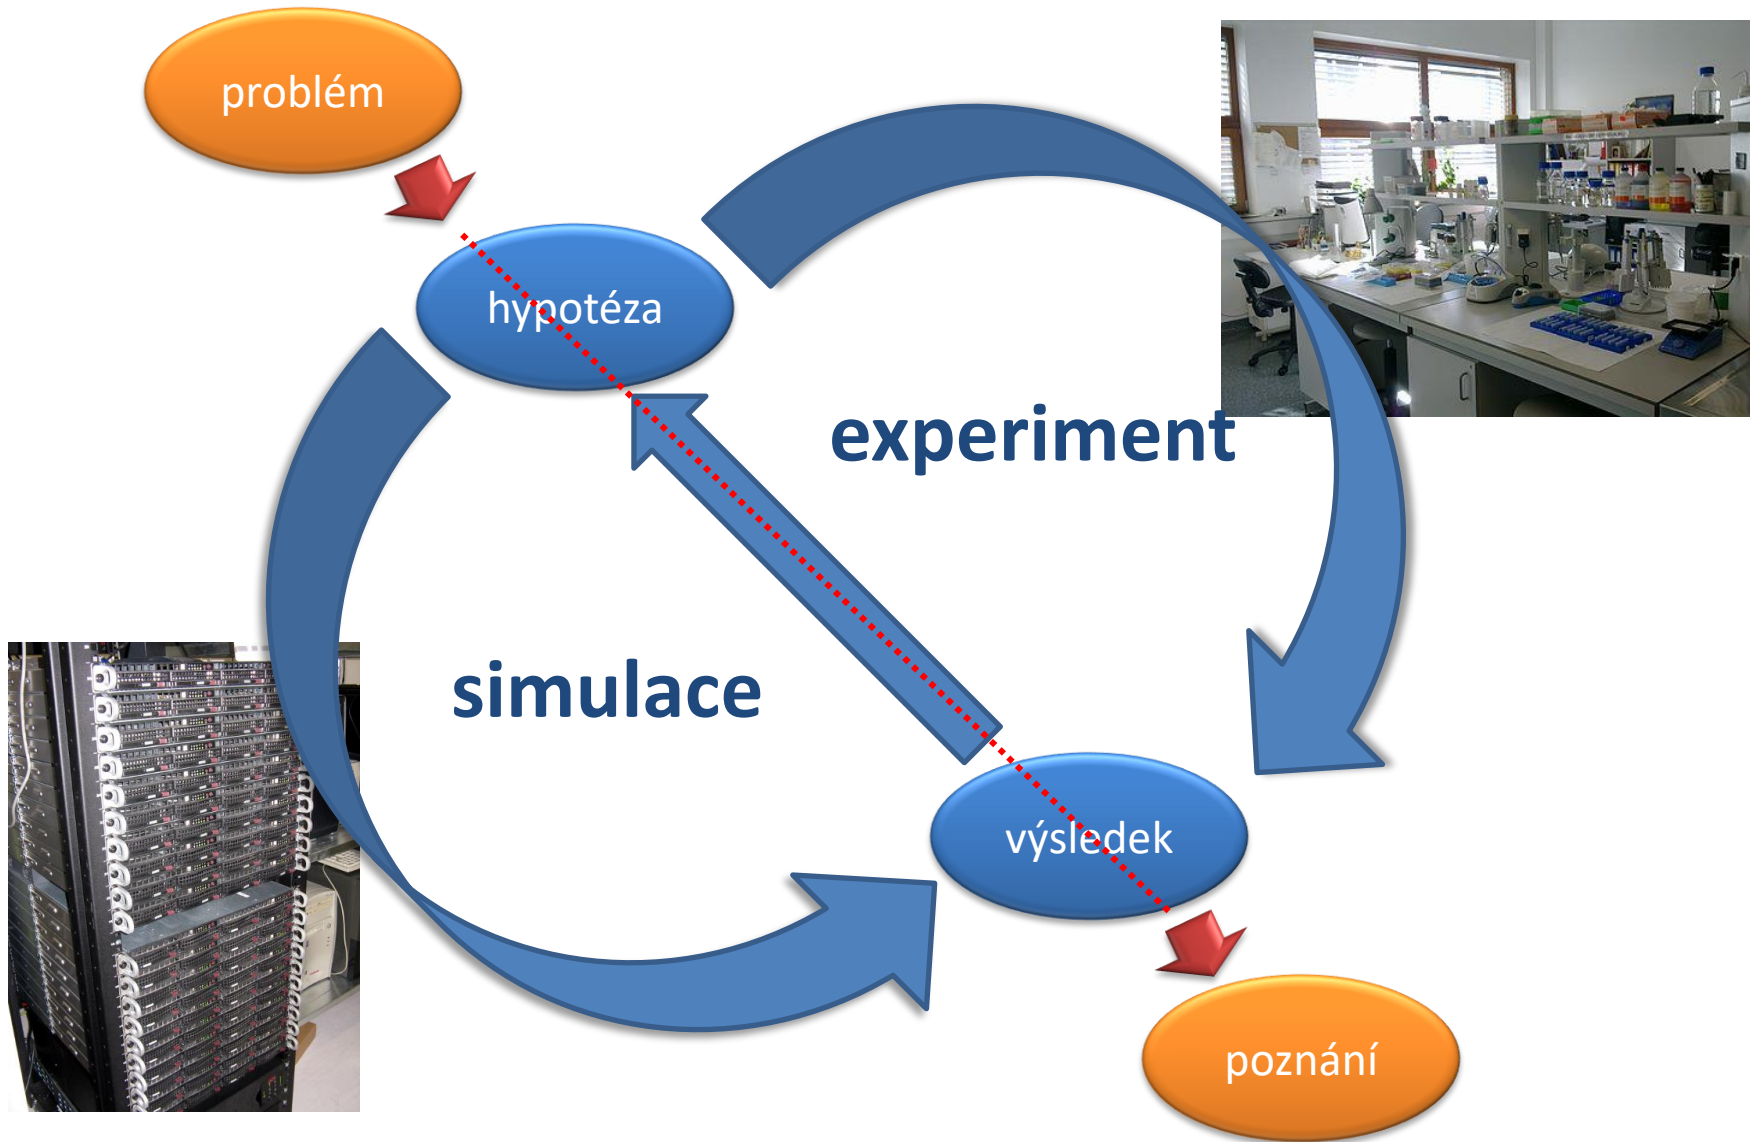 problém
hypotéza
experiment
simulace
výsledek
poznání